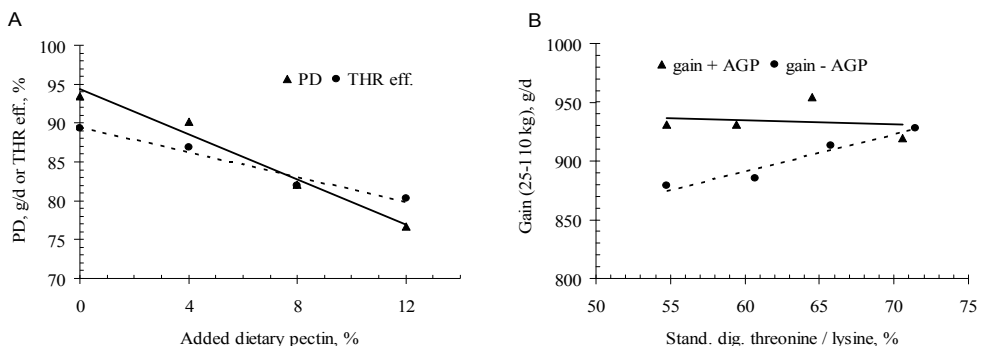 A
PD, g/d or THR eff., %
100
95
90
85
80
75
70
PD
THR eff.
0
4
8
12
Added dietary pectin, %
B
Gain (25-110 kg), g/d
1000
950
900
850
800
gain + AGP
gain - AGP
50
55
60
65
70
75
Stand. dig. threonine / lysine, %